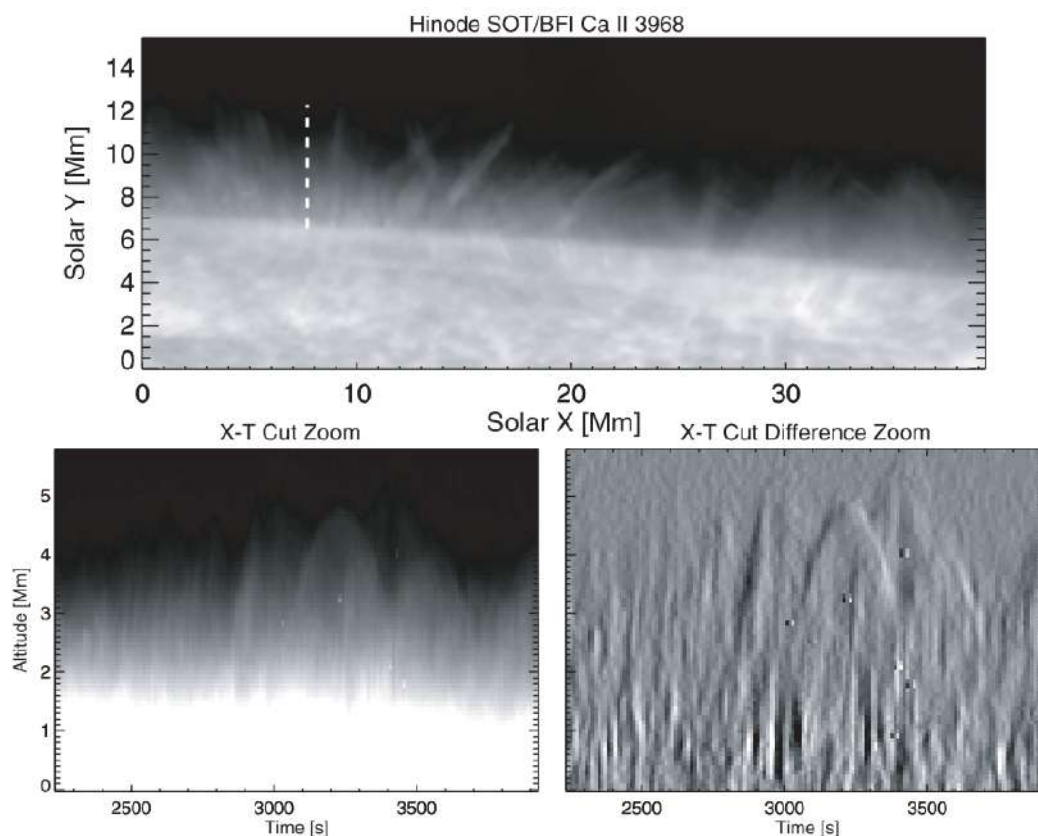 Hinode SOT/BFI Ca II 3968
14
12
10
8
6
4
2
0
Solar Y [Mm]
0 10 20 30
Solar X [Mm]
X-T Cut Zoom
X-T Cut Difference Zoom
5
4
3
2
1
0
Altitude [Mm]
2500 3000 3500
Time [s]
2500 3000 3500
Time [s]